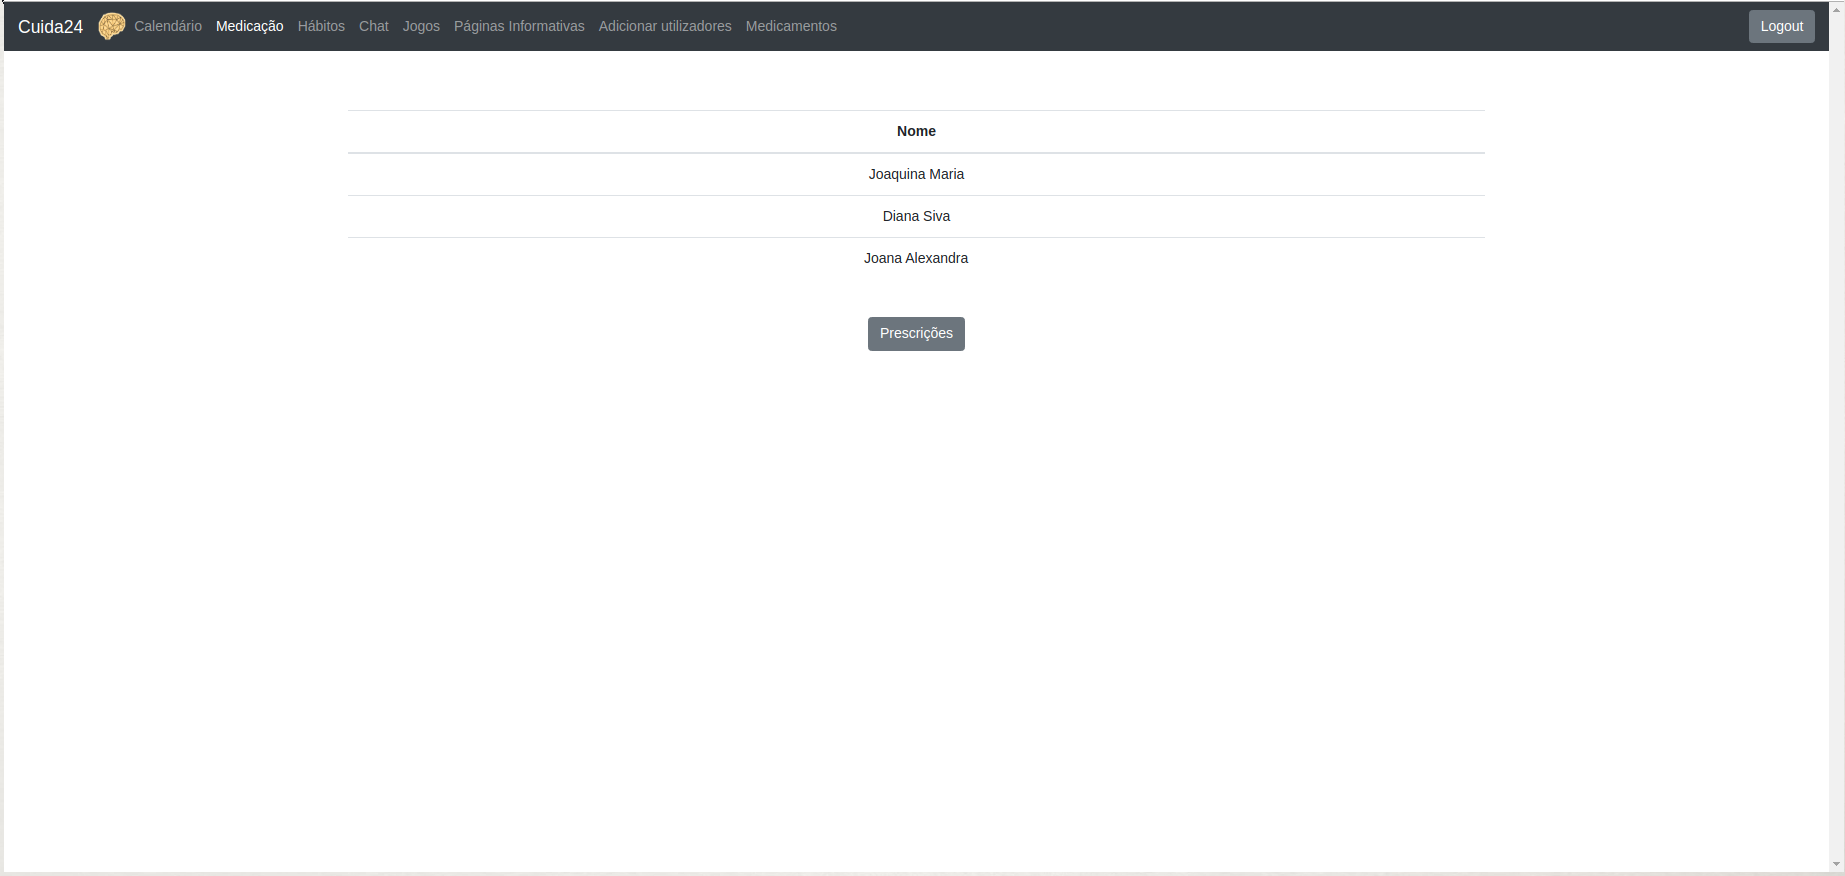 Cuida24 Calendário Medicação Hábitos Chat Jogos Páginas Informativas Adicionar utilizadores Medicamentos Logout
Nome
Joaquina Maria
Diana Siva
Joana Alexandra
Prescrições